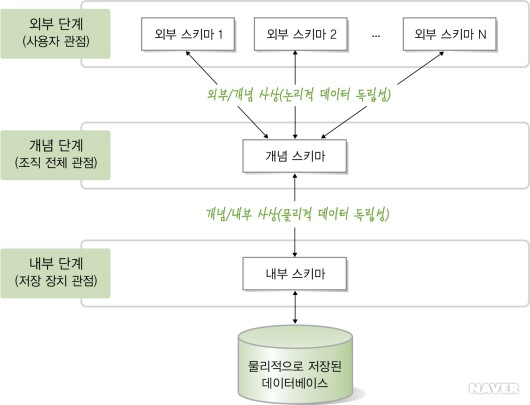 외부 단계
(사용자 관점)
외부 스키마 1
외부 스키마 2
...
외부 스키마 N
외부/개념 사상(논리적 데이터 독립성)
개념 단계
(조직 전체 관점)
개념 스키마
개념/내부 사상(물리적 데이터 독립성)
내부 단계
(저장 장치 관점)
내부 스키마
물리적으로 저장된
데이터베이스
NAVER